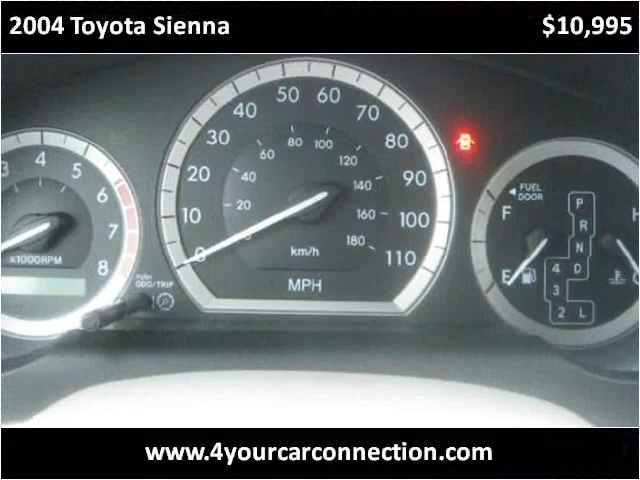 2004 Toyota Sienna $10,995
3 4 5 6 7 8
x1000RPM
PUSH
ODO/TRIP
0 10 20 30 40 50 60 70 80 90 100 110
20 40 60 80 100 120 140 160 180
km/h
MPH
FUEL
DOOR
F
E
P
R
N
4 D
3
2 L
H
C
www.4yourcarconnection.com